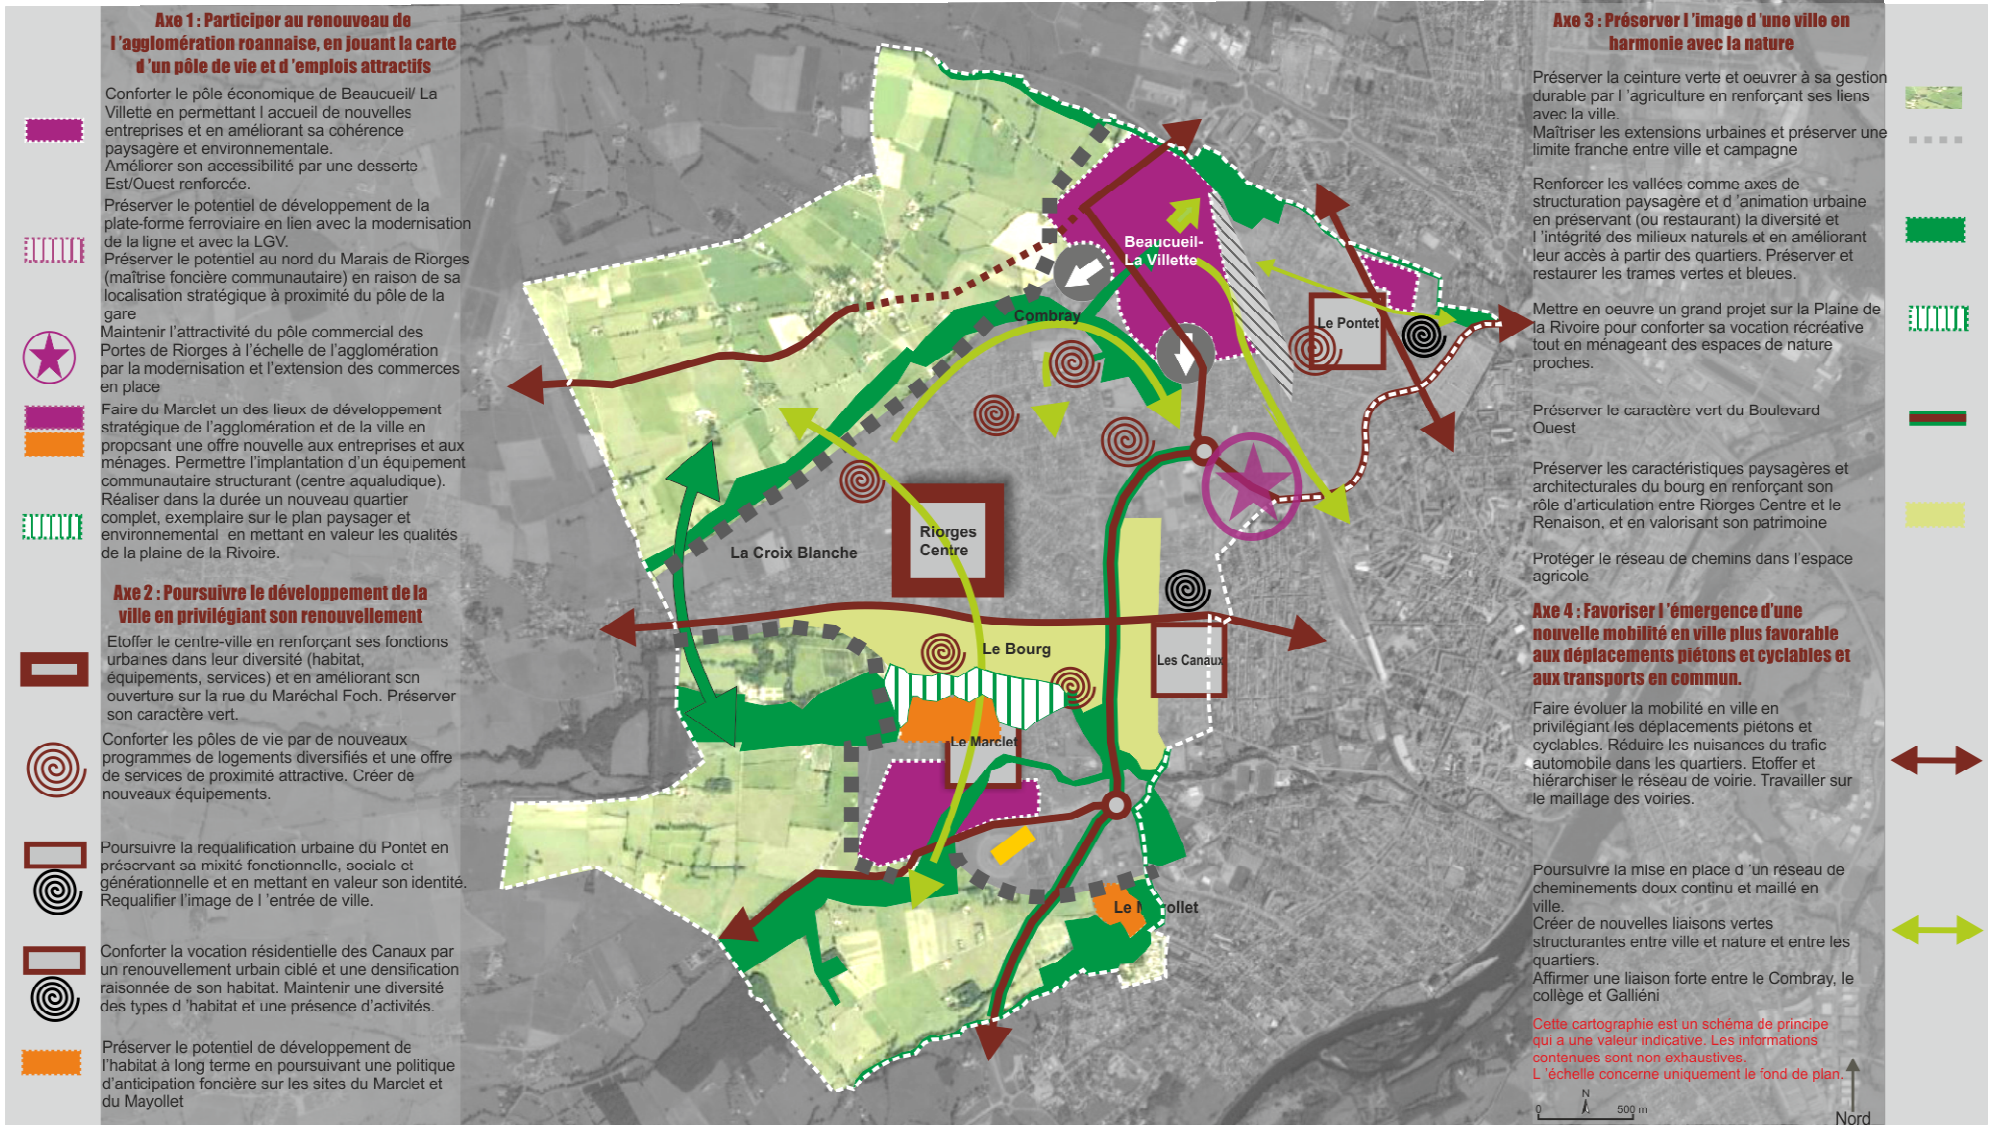 Axe 1 : Participer au renouveau de
l 'agglomération roannaise, en jouant la carte
d 'un pôle de vie et d 'emplois attractifs
Conforter le pôle économique de Beaucueil/ La
Villette en permettant l accueil de nouvelles
entreprises et en améliorant sa cohérence
paysagère et environnementale.
Améliorer son accessibilité par une desserte
Est/Ouest renforcée.
Préserver le potentiel de développement de la
plate-forme ferroviaire en lien avec la modernisation
de la ligne et avec la LGV.
Préserver le potentiel au nord du Marais de Riorges
(maîtrise foncière communautaire) en raison de sa
localisation stratégique à proximité du pôle de la
gare
Maintenir l'attractivité du pôle commercial des
Portes de Riorges à l'échelle de l'agglomération
par la modernisation et l'extension des commerces
en place
Faire du Marclet un des lieux de développement
stratégique de l'agglomération et de la ville en
proposant une offre nouvelle aux entreprises et aux
ménages. Permettre l'implantation d'un équipement
communautaire structurant (centre aqualudique).
Réaliser dans la durée un nouveau quartier
complet, exemplaire sur le plan paysager et
environnemental en mettant en valeur les qualités
de la plaine de la Rivoire.
Axe 2 : Poursuivre le développement de la
ville en privilégiant son renouvellement
Etoffer le centre-ville en renforçant ses fonctions
urbaines dans leur diversité (habitat,
équipements, services) et en améliorant son
ouverture sur la rue du Maréchal Foch. Préserver
son caractère vert.
Conforter les pôles de vie par de nouveaux
programmes de logements diversifiés et une offre
de services de proximité attractive. Créer de
nouveaux équipements.
Poursuivre la requalification urbaine du Pontet en
préservant sa mixité fonctionnelle, sociale et
générationnelle et en mettant en valeur son identité.
Requalifier l'image de l 'entrée de ville.
Conforter la vocation résidentielle des Canaux par
un renouvellement urbain ciblé et une densification
raisonnée de son habitat. Maintenir une diversité
des types d 'habitat et une présence d'activités.
Préserver le potentiel de développement de
l'habitat à long terme en poursuivant une politique
d'anticipation foncière sur les sites du Marclet et
du Mayollet
Beaucueil-
La Villette
Combray
Le Pontet
Riorges
Centre
La Croix Blanche
Le Bourg
Les Canaux
Le Marclet
Le M ollet
Axe 3 : Préserver l 'image d 'une ville en
harmonie avec la nature
Préserver la ceinture verte et oeuvrer à sa gestion
durable par l 'agriculture en renforçant ses liens
avec la ville.
Maîtriser les extensions urbaines et préserver une
limite franche entre ville et campagne
Renforcer les vallées comme axes de
structuration paysagère et d 'animation urbaine
en préservant (ou restaurant) la diversité et
l 'intégrité des milieux naturels et en améliorant
leur accès à partir des quartiers. Préserver et
restaurer les trames vertes et bleues.
Mettre en oeuvre un grand projet sur la Plaine de
la Rivoire pour conforter sa vocation récréative
tout en ménageant des espaces de nature
proches.
Préserver le caractère vert du Boulevard
Ouest
Préserver les caractéristiques paysagères et
architecturales du bourg en renforçant son
rôle d'articulation entre Riorges Centre et le
Renaison, et en valorisant son patrimoine
Protéger le réseau de chemins dans l'espace
agricole
Axe 4 : Favoriser l 'émergence d'une
nouvelle mobilité en ville plus favorable
aux déplacements piétons et cyclables et
aux transports en commun.
Faire évoluer la mobilité en ville en
privilégiant les déplacements piétons et
cyclables. Réduire les nuisances du trafic
automobile dans les quartiers. Etoffer et
hiérarchiser le réseau de voirie. Travailler sur
le maillage des voiries.
Poursuivre la mise en place d 'un réseau de
cheminements doux continu et maillé en
ville.
Créer de nouvelles liaisons vertes
structurantes entre ville et nature et entre les
quartiers.
Affirmer une liaison forte entre le Combray, le
collège et Galliéni
Cette cartographie est un schéma de principe
qui a une valeur indicative. Les informations
contenues sont non exhaustives.
L 'échelle concerne uniquement le fond de plan.
N
0 500 m
Nord